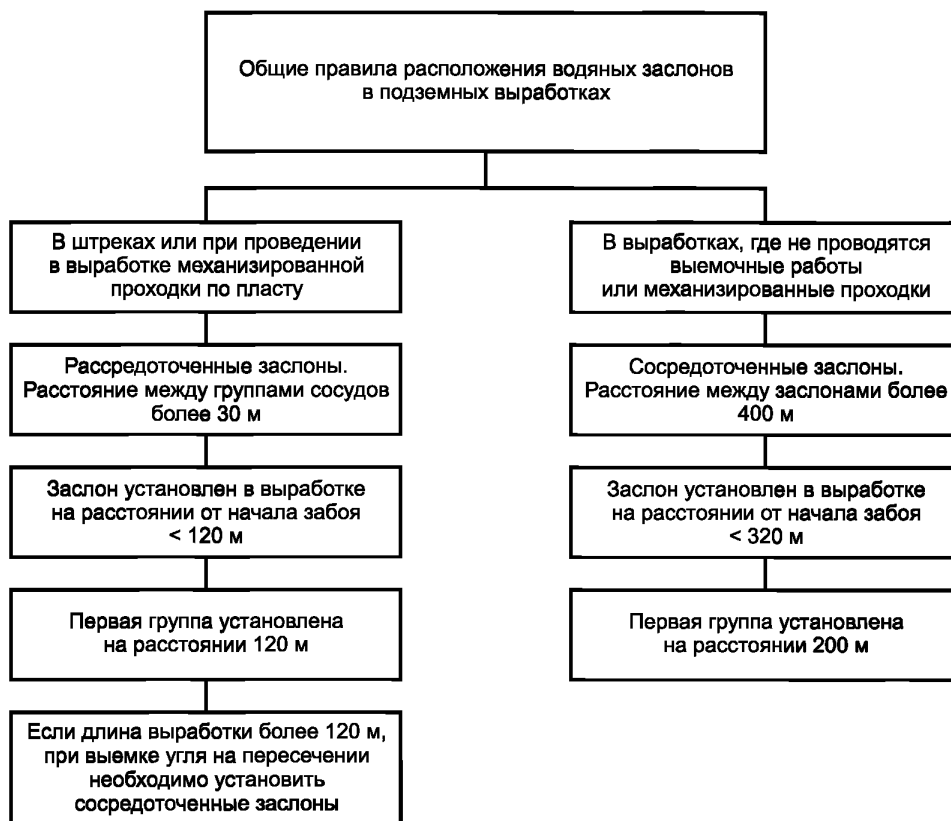 Общие правила расположения водяных заслонов
в подземных выработках
В штреках или при проведении
в выработке механизированной
проходки по пласту
Рассредоточенные заслоны.
Расстояние между группами сосудов
более 30 м
Заслон установлен в выработке
на расстоянии от начала забоя
< 120 м
Первая группа установлена
на расстоянии 120 м
Если длина выработки более 120 м,
при выемке угля на пересечении
необходимо установить
сосредоточенные заслоны
В выработках, где не проводятся
выемочные работы
или механизированные проходки
Сосредоточенные заслоны.
Расстояние между заслонами более
400 м
Заслон установлен в выработке
на расстоянии от начала забоя
< 320 м
Первая группа установлена
на расстоянии 200 м